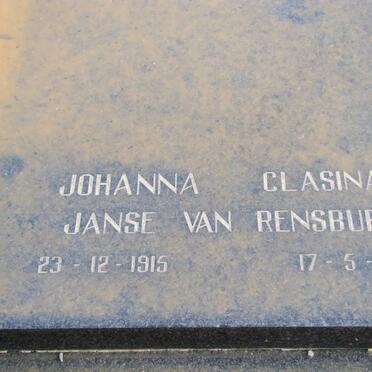 JOHANNA CLASINA
JANSE VAN RENSBUR
23 - 12 - 1915 17 - 5 -